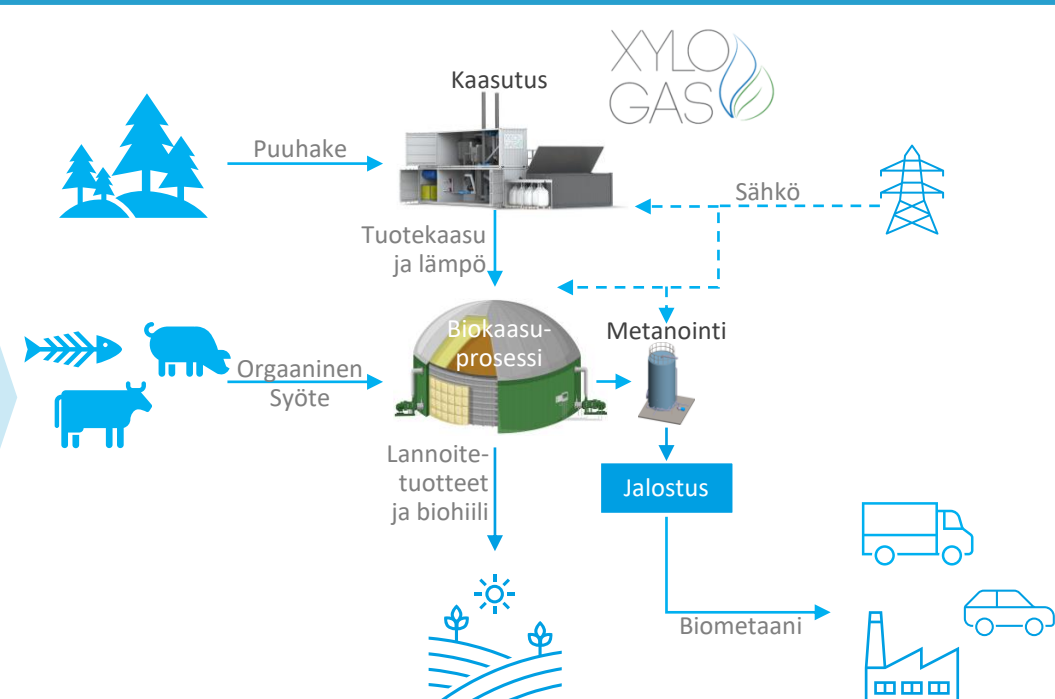 XYLO
GAS
Kaasutus
Puuhake
Sähkö
Tuotekaasu
ja lämpö
Biokaasu-
prosessi
Metanointi
Orgaaninen
Syöte
Lannoite-
tuotteet
ja biohiili
Jalostus
Biometaani